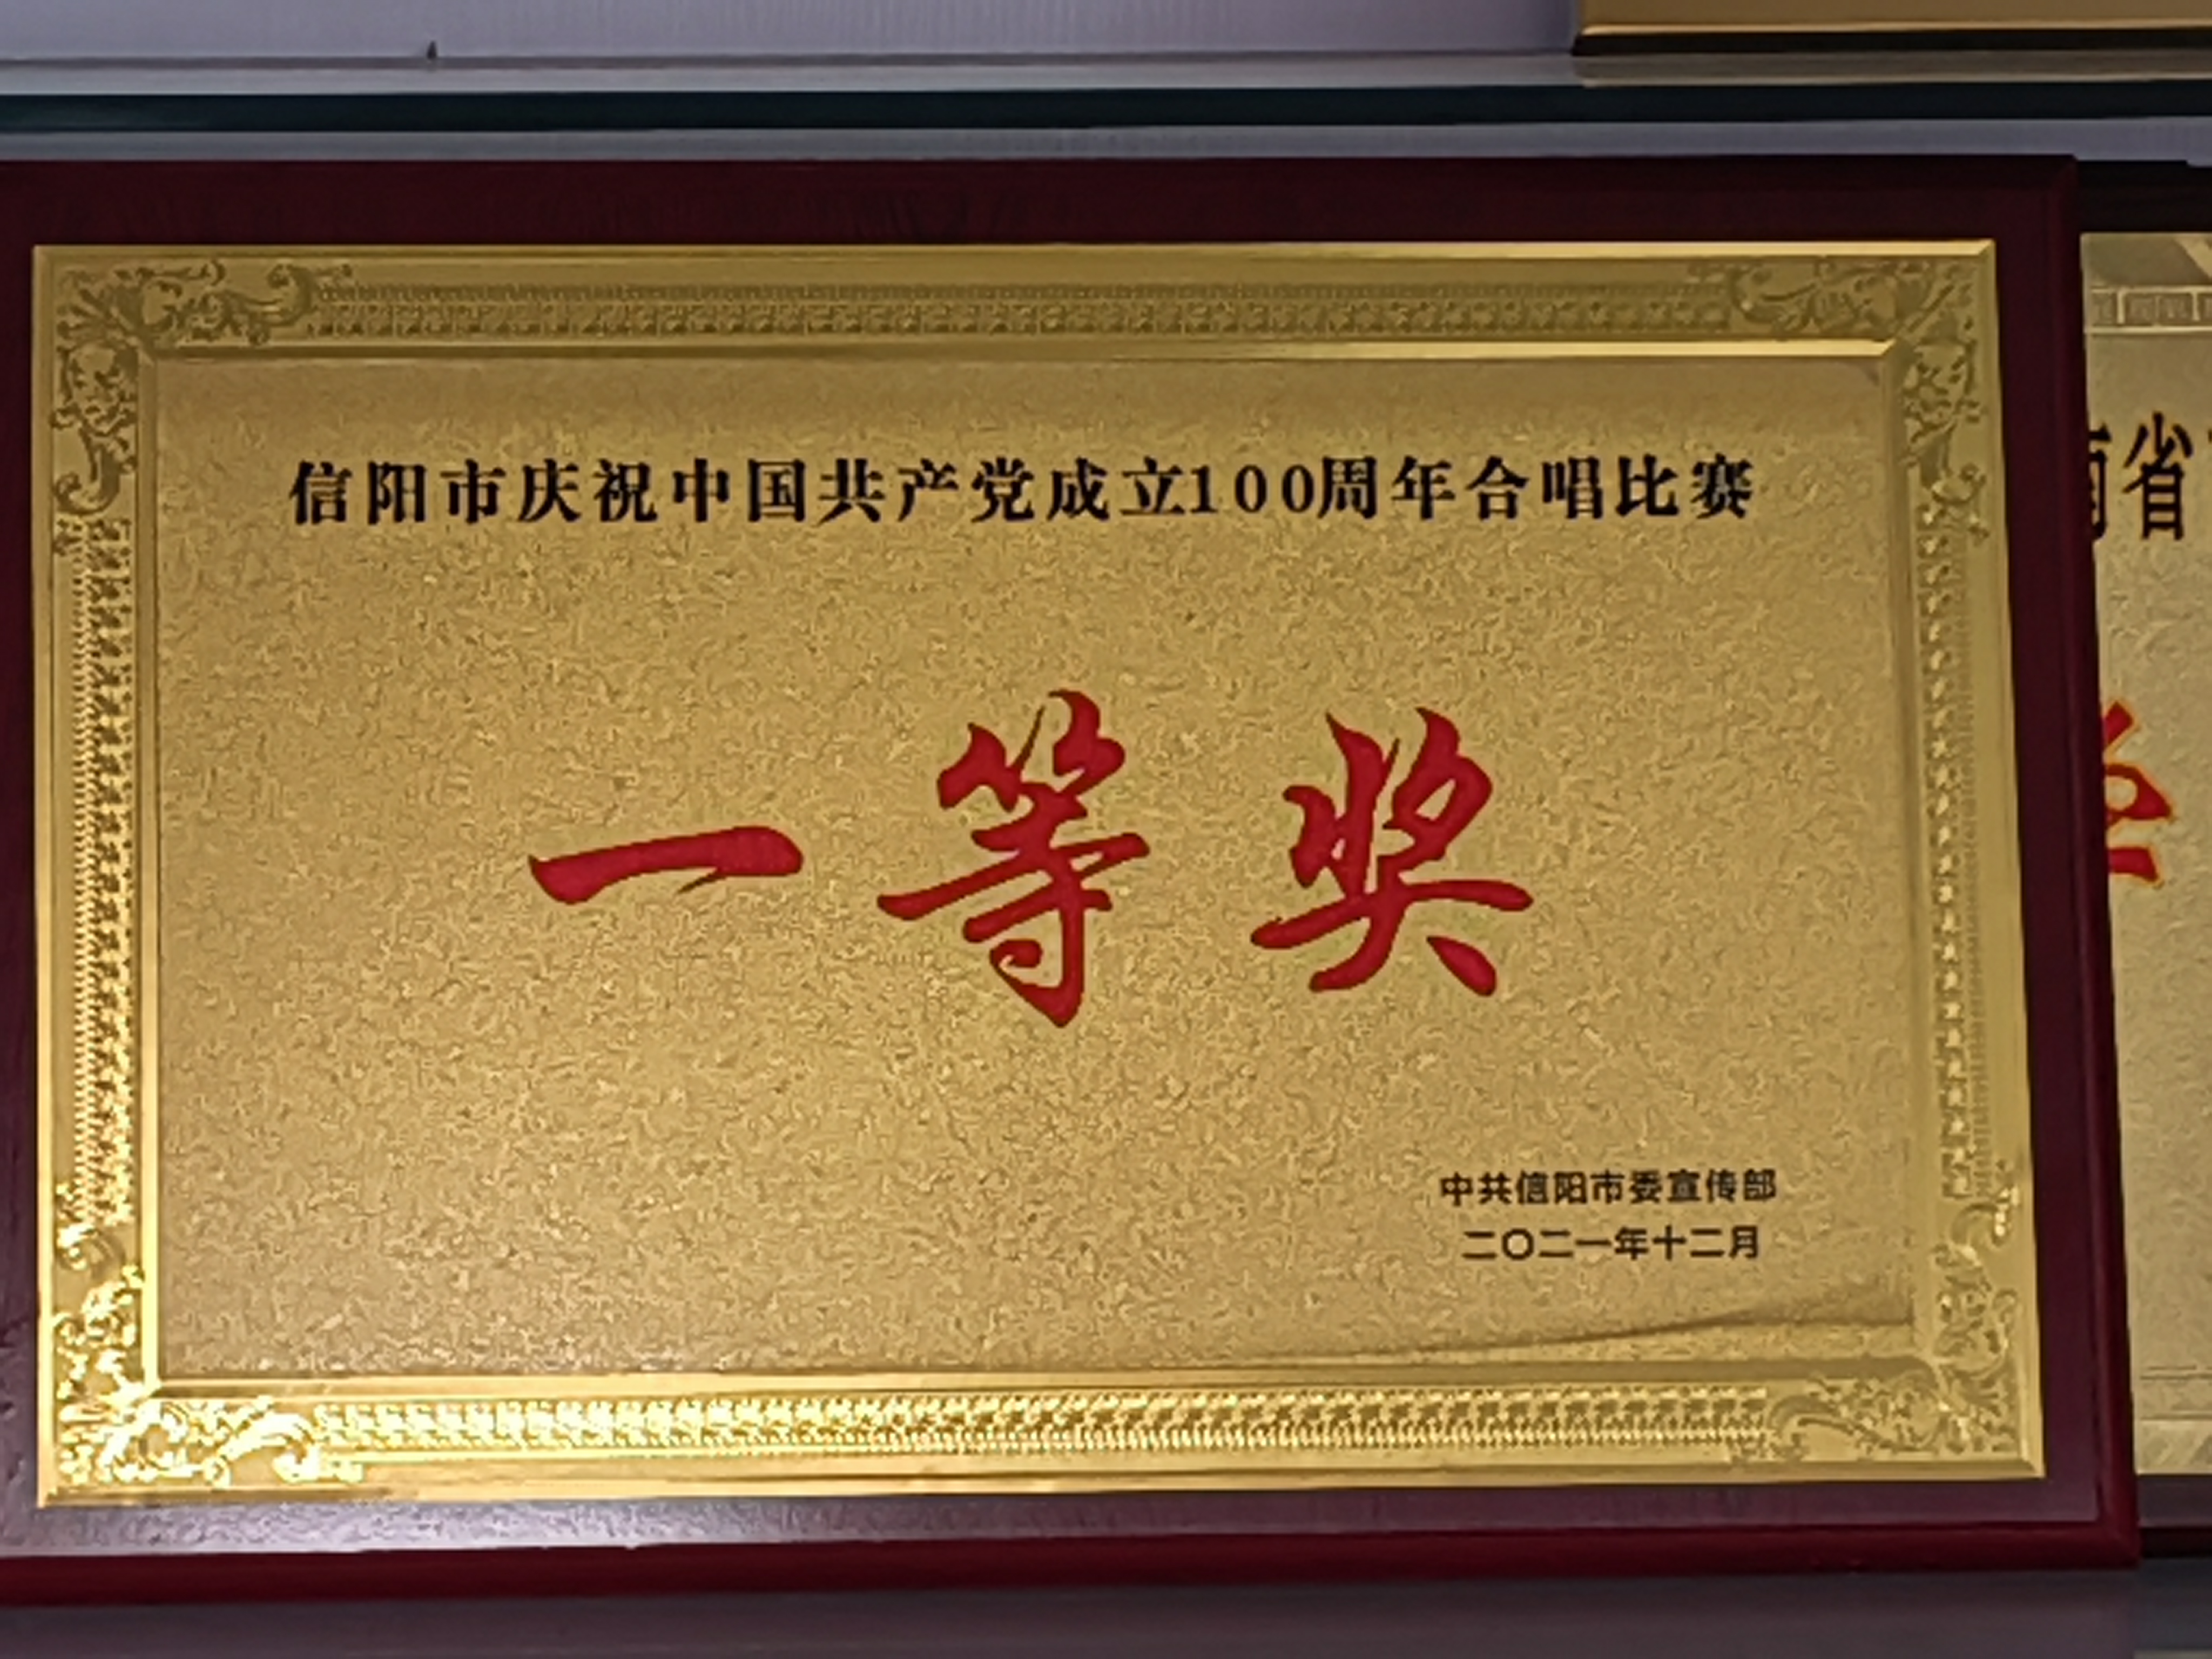 信阳市庆祝中国共产党成立100周年合唱比赛
一等奖
中共信阳市委宣传部
二〇二一年十二月
省